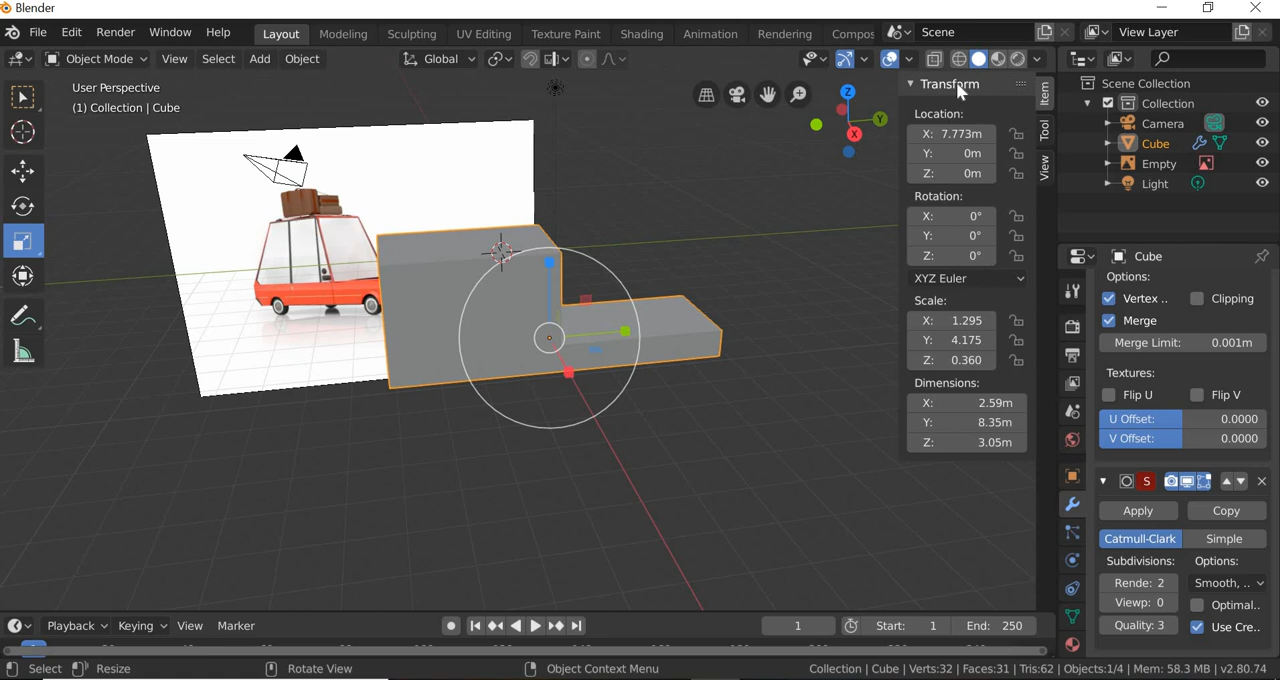 Blender
File Edit Render Window Help Layout Modeling Sculpting UV Editing Texture Paint Shading Animation Rendering Compos Scene View Layer
Object Mode View Select Add Object Global
User Perspective
(1) Collection | Cube
Z
Y
X
Transform
Location:
X: 7.773m
Y: 0m
Z: 0m
Rotation:
X: 0°
Y: 0°
Z: 0°
XYZ Euler
Scale:
X: 1.295
Y: 4.175
Z: 0.360
Dimensions:
X: 2.59m
Y: 8.35m
Z: 3.05m
Item
Tool
View
Scene Collection
Collection
Camera
Cube
Empty
Light
Cube
Options:
Vertex .. Clipping
Merge
Merge Limit: 0.001m
Textures:
Flip U Flip V
U Offset: 0.0000
V Offset: 0.0000
S
Apply Copy
Catmull-Clark Simple
Subdivisions: Options:
Rende: 2 Smooth, ..
Viewp: 0 Optimal..
Quality: 3 Use Cre..
Playback Keying View Marker 1 Start: 1 End: 250
Select Resize Rotate View Object Context Menu Collection | Cube | Verts:32 | Faces:31 | Tris:62 | Objects:1/4 | Mem: 58.3 MB | v2.80.74